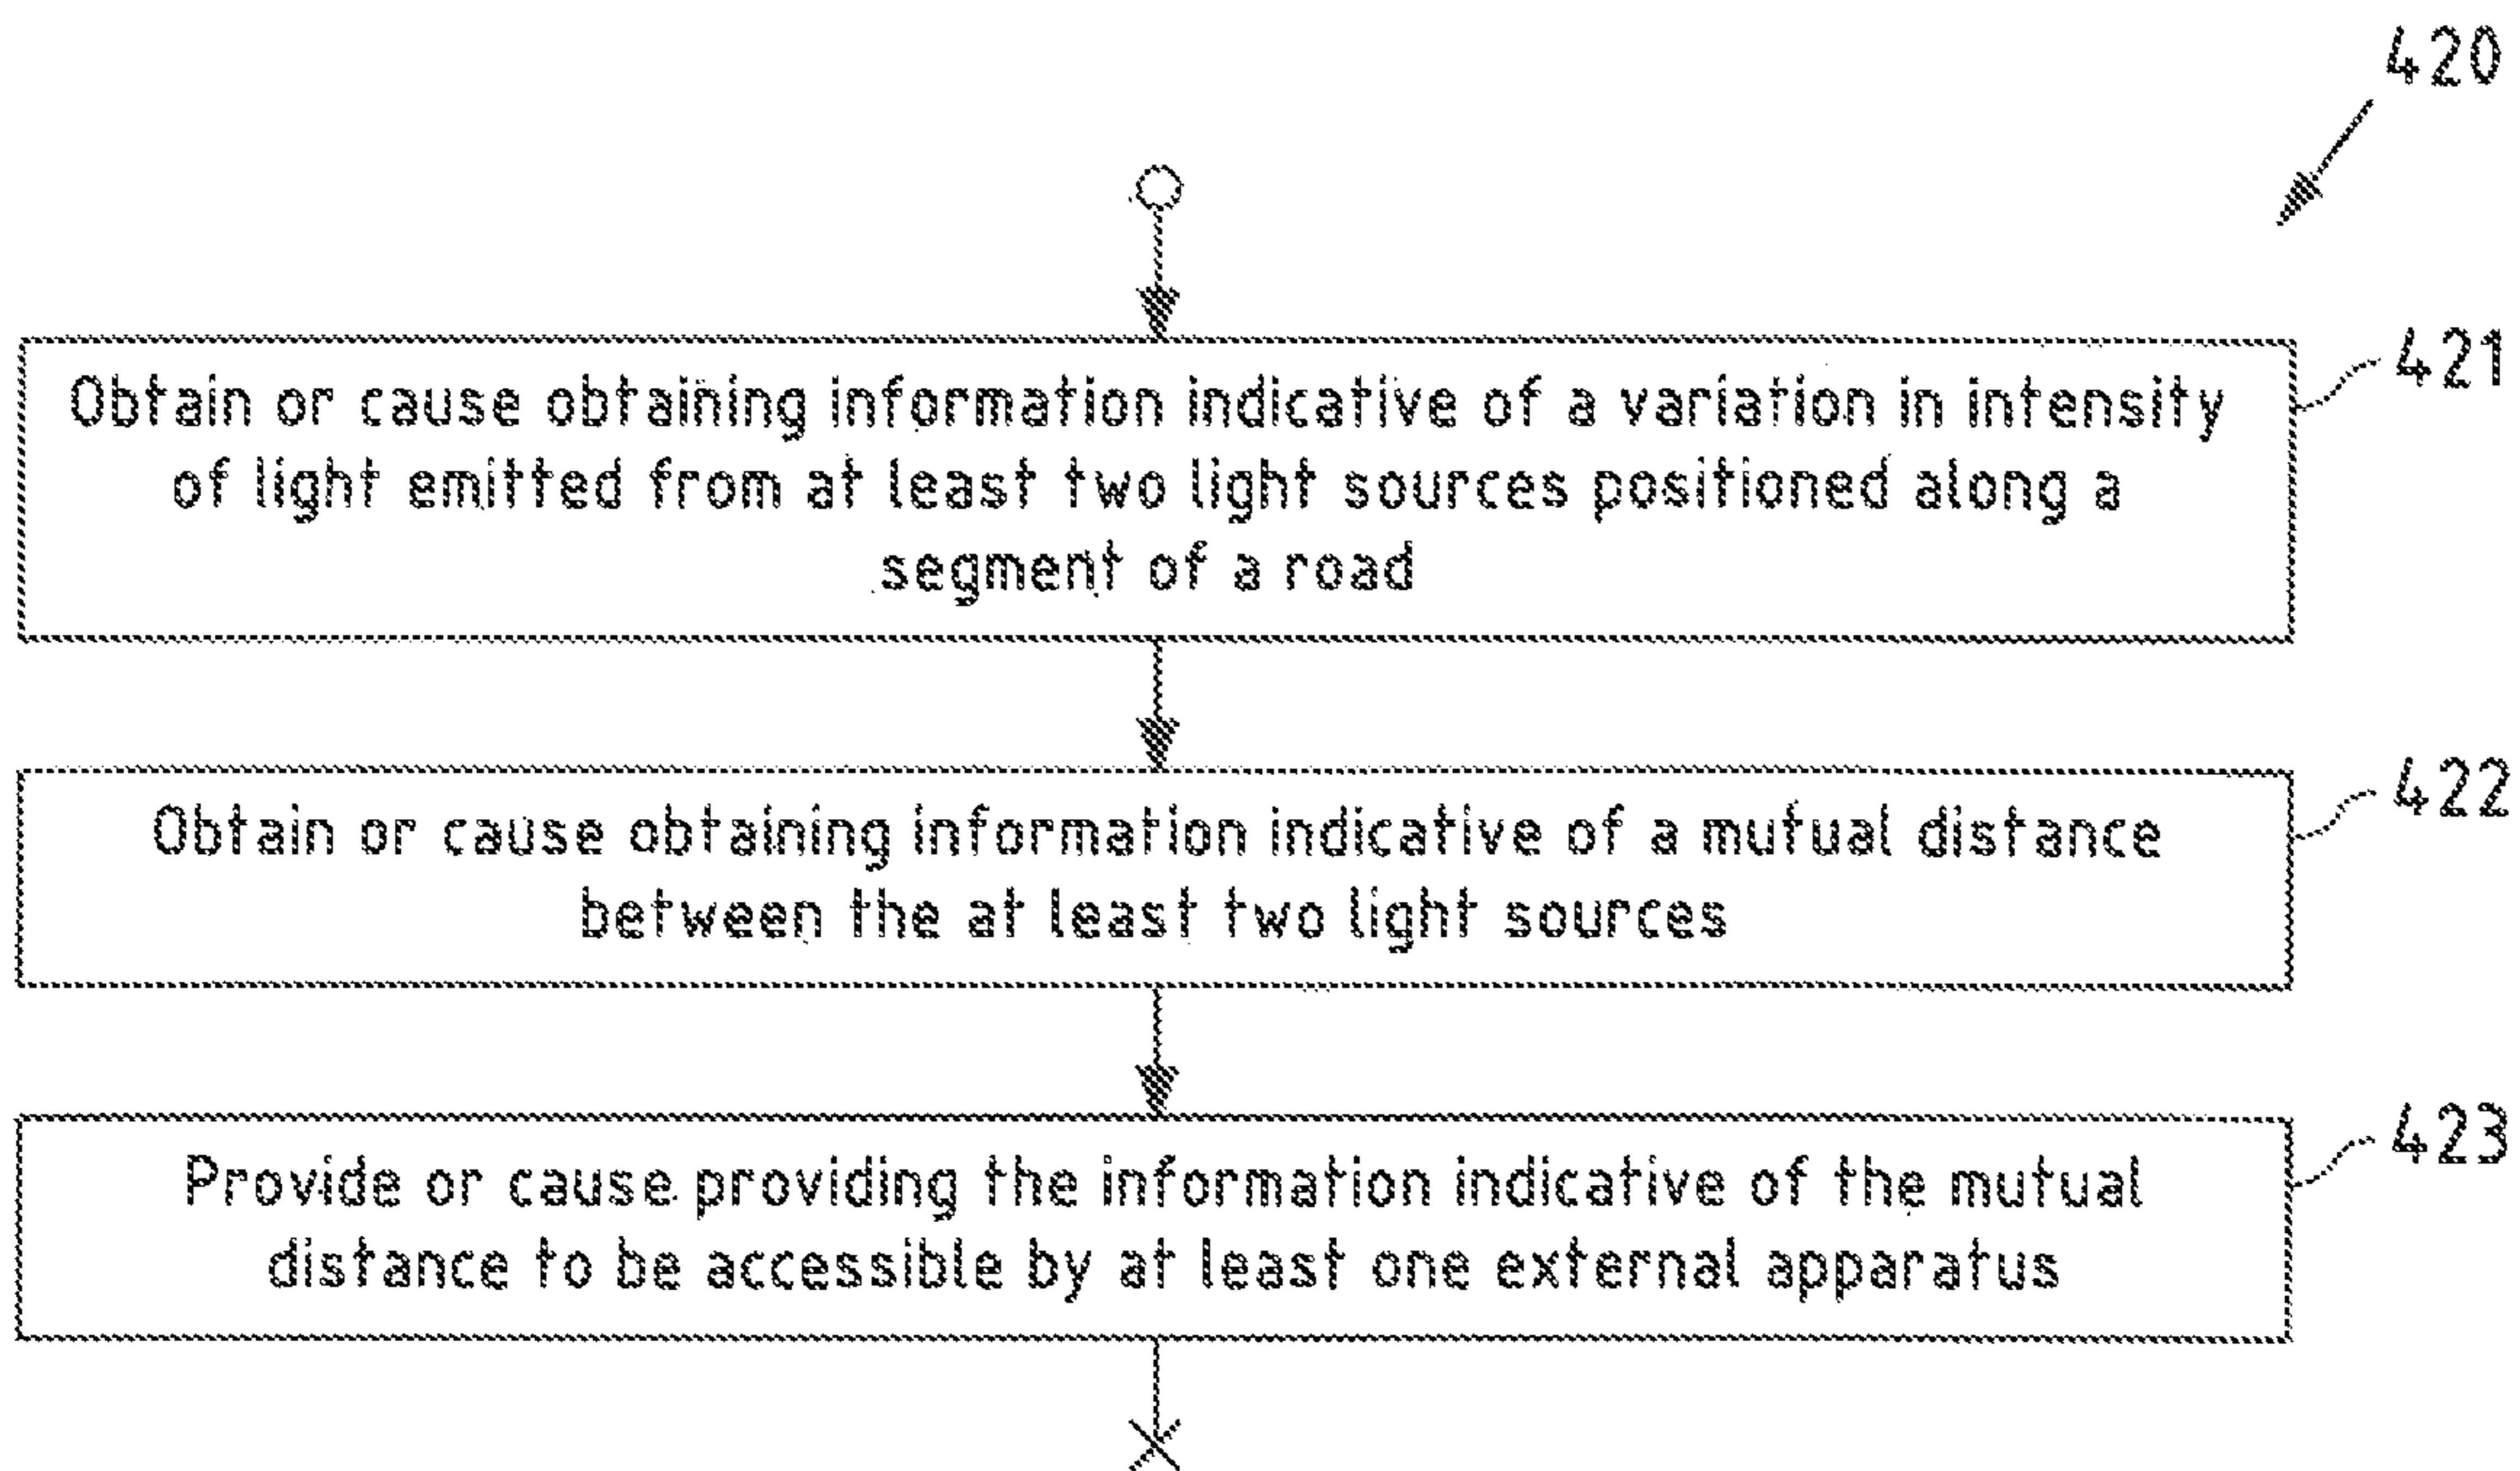 420
421
Obtain or cause obtaining information indicative of a variation in intensity
of light emitted from at least two light sources positioned along a
segment of a road
422
Obtain or cause obtaining information indicative of a mutual distance
between the at least two light sources
423
Provide or cause providing the information indicative of the mutual
distance to be accessible by at least one external apparatus